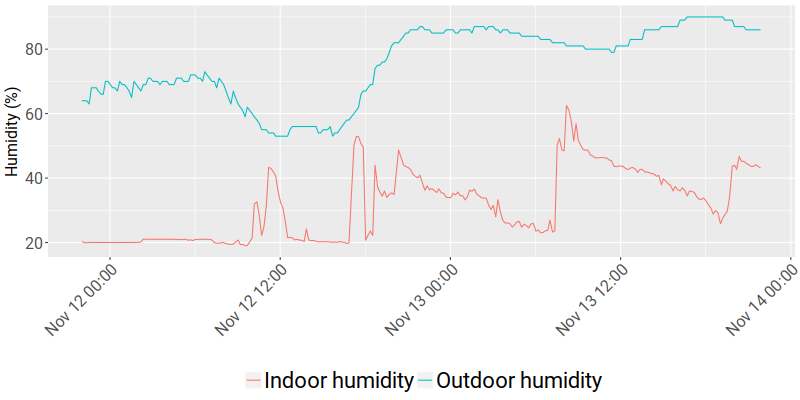 Humidity (%)
80
60
40
20
Nov 12 00:00
Nov 12 12:00
Nov 13 00:00
Nov 13 12:00
Nov 14 00:00
Indoor humidity Outdoor humidity